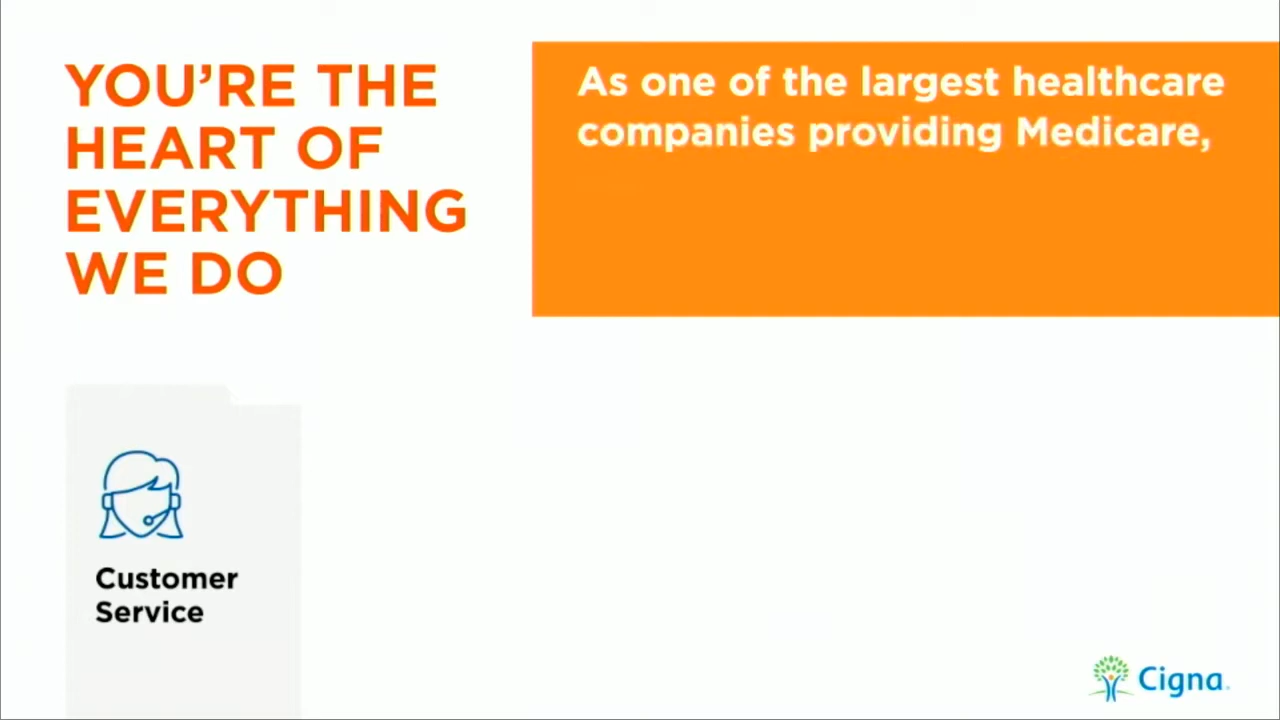 YOU'RE THE
HEART OF
EVERYTHING
WE DO
As one of the largest healthcare
companies providing Medicare,
Customer
Service
Cigna